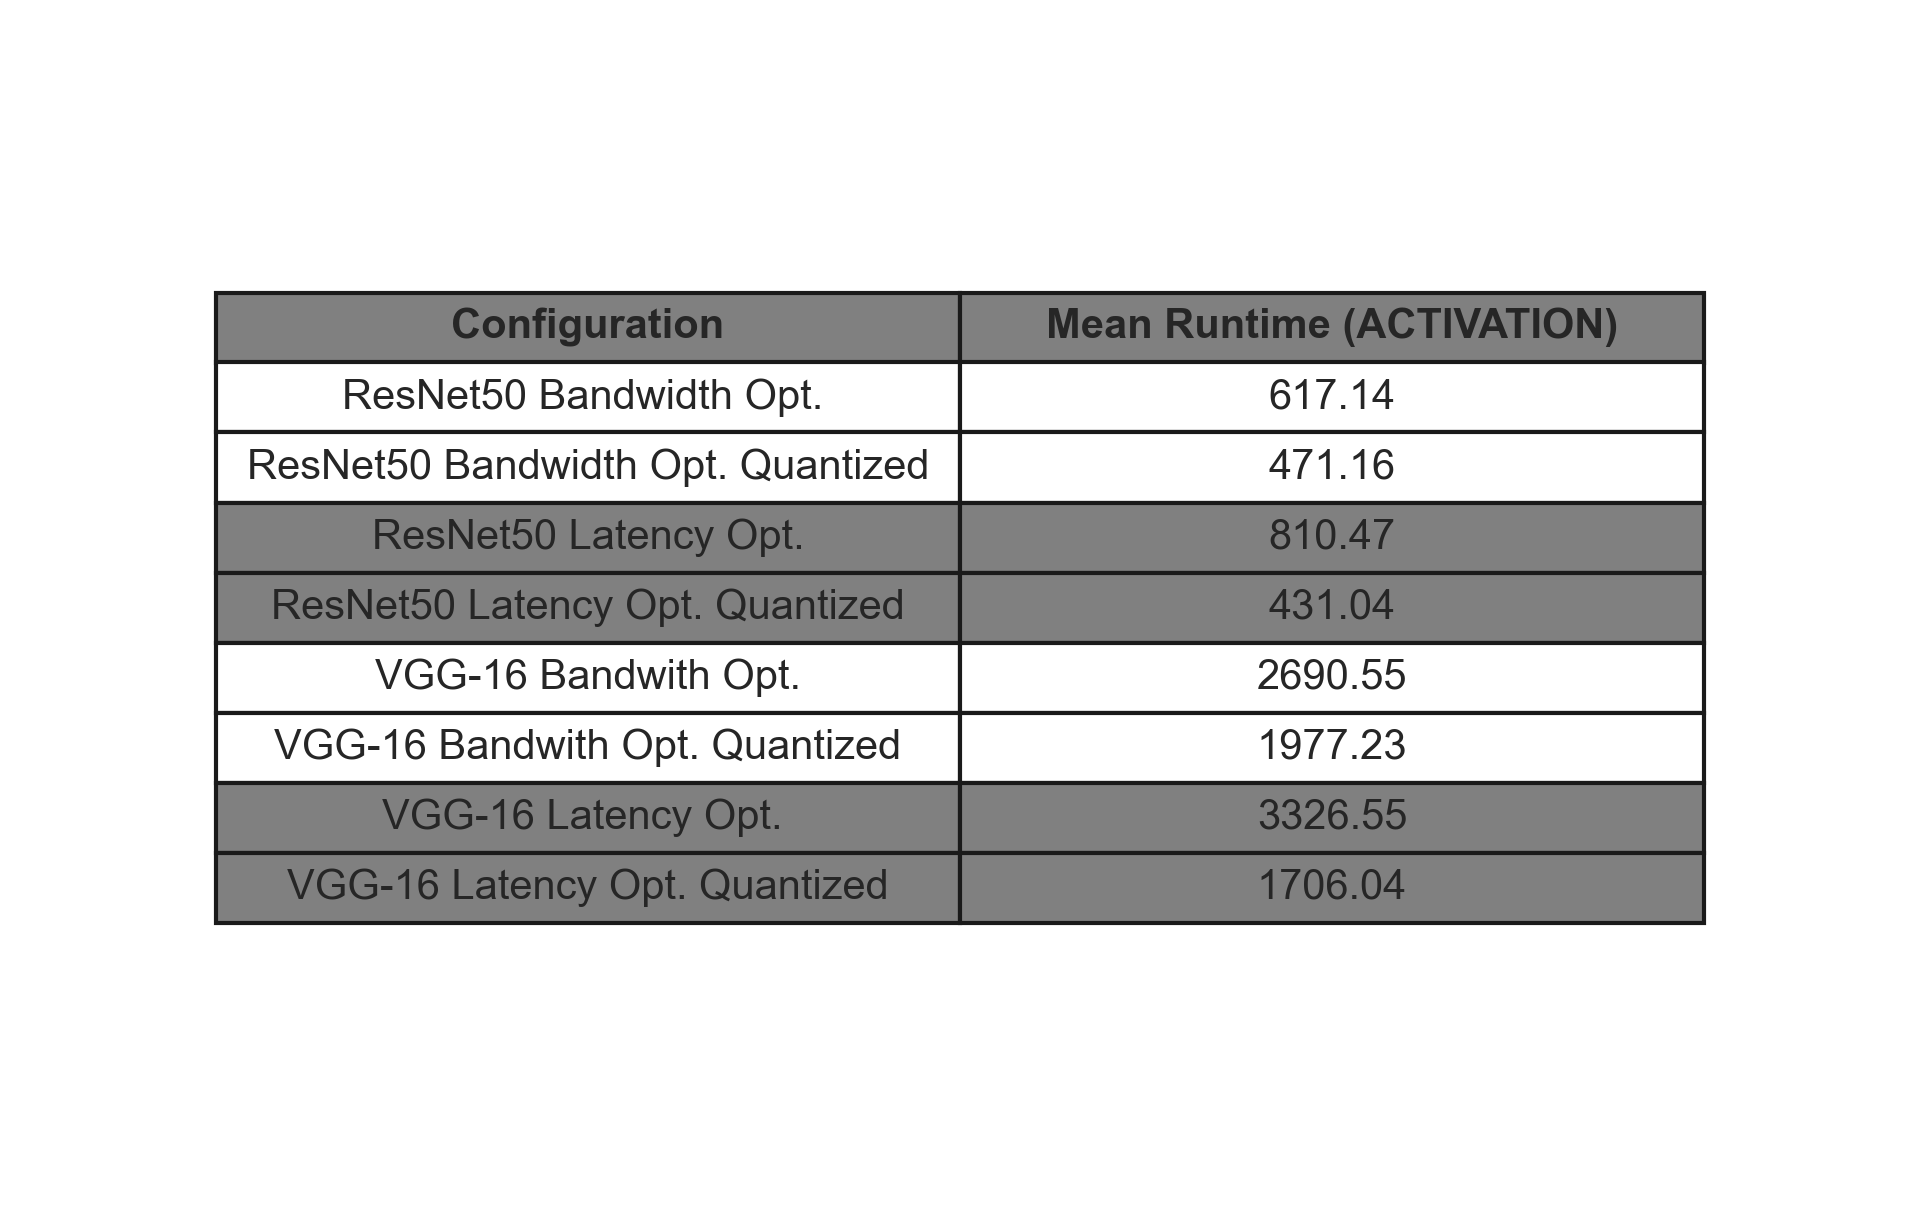 Configuration Mean Runtime (ACTIVATION)
ResNet50 Bandwidth Opt. 617.14
ResNet50 Bandwidth Opt. Quantized 471.16
ResNet50 Latency Opt. 810.47
ResNet50 Latency Opt. Quantized 431.04
VGG-16 Bandwith Opt. 2690.55
VGG-16 Bandwith Opt. Quantized 1977.23
VGG-16 Latency Opt. 3326.55
VGG-16 Latency Opt. Quantized 1706.04